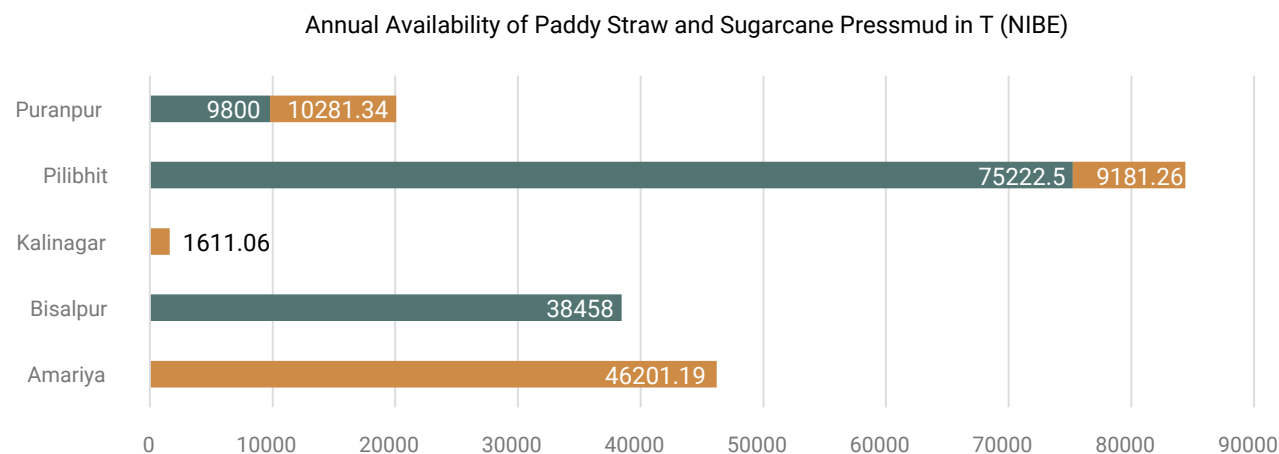 Annual Availability of Paddy Straw and Sugarcane Pressmud in T (NIBE)
Puranpur 9800 10281.34
Pilibhit 75222.5 9181.26
Kalinagar 1611.06
Bisalpur 38458
Amariya 46201.19
0 10000 20000 30000 40000 50000 60000 70000 80000 90000